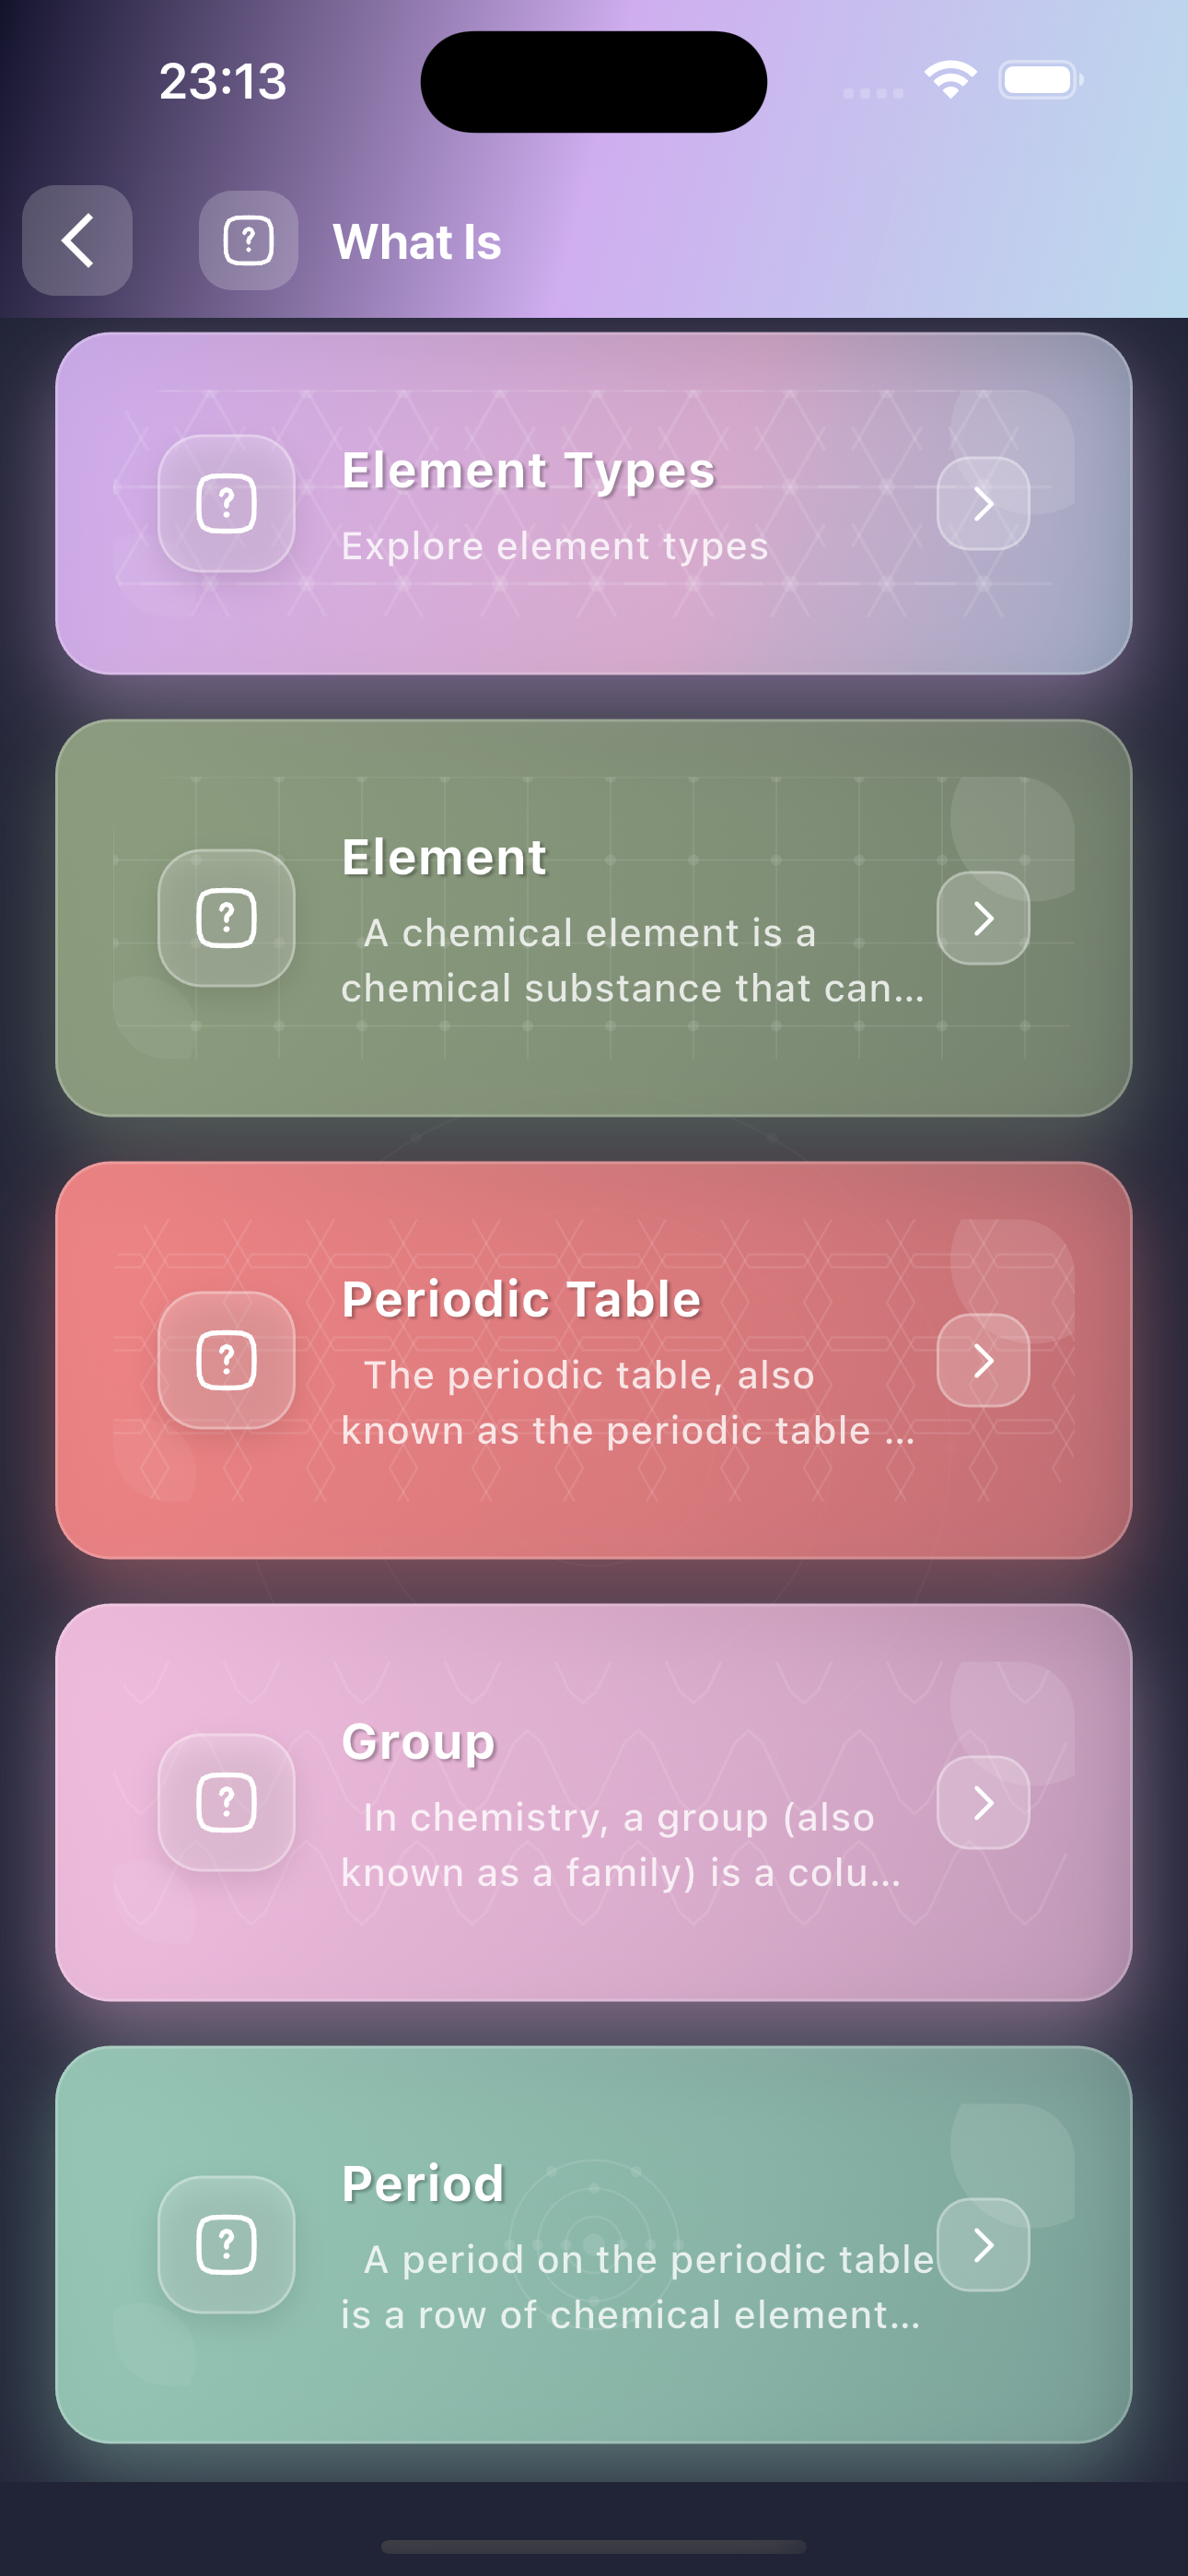 23:13
What Is
Element Types
Explore element types
Element
A chemical element is a
chemical substance that can...
Periodic Table
The periodic table, also
known as the periodic table ...
Group
In chemistry, a group (also
known as a family) is a colu...
Period
A period on the periodic table
is a row of chemical element...